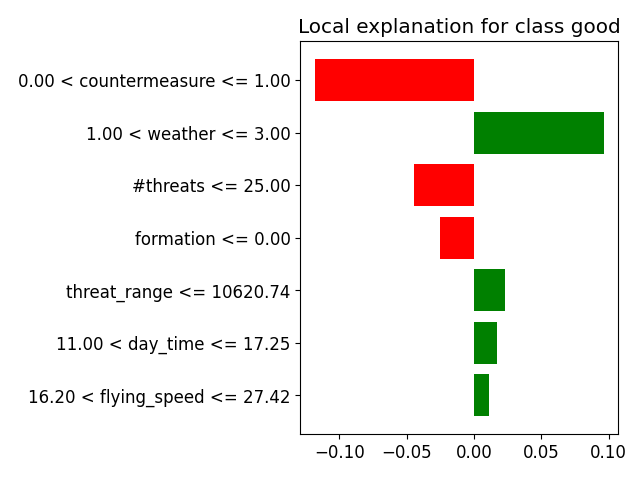 Local explanation for class good
0.00 < countermeasure <= 1.00
1.00 < weather <= 3.00
#threats <= 25.00
formation <= 0.00
threat_range <= 10620.74
11.00 < day_time <= 17.25
16.20 < flying_speed <= 27.42
−0.10 −0.05 0.00 0.05 0.10